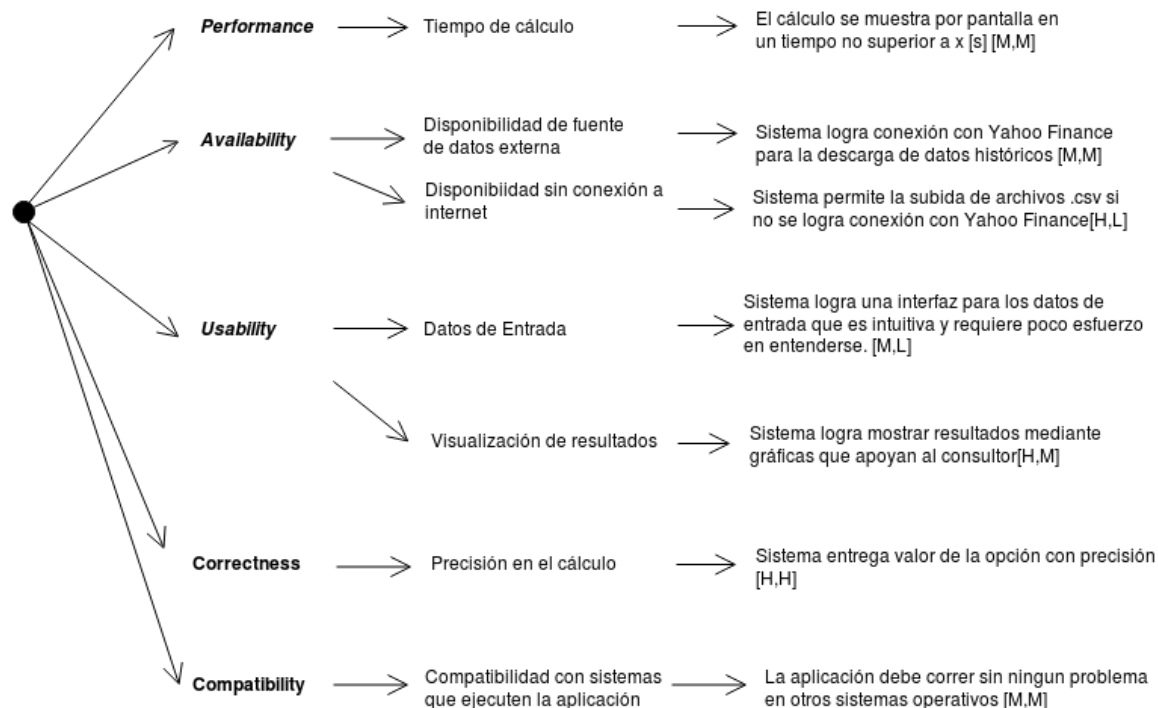 Performance
Tiempo de cálculo
El cálculo se muestra por pantalla en
un tiempo no superior a x [s] [M,M]
Availability
Disponibilidad de fuente
de datos externa
Sistema logra conexión con Yahoo Finance
para la descarga de datos históricos [M,M]
Disponibiidad sin conexión a
internet
Sistema permite la subida de archivos .csv si
no se logra conexión con Yahoo Finance[H,L]
Usability
Datos de Entrada
Sistema logra una interfaz para los datos de
entrada que es intuitiva y requiere poco esfuerzo
en entenderse. [M,L]
Visualización de resultados
Sistema logra mostrar resultados mediante
gráficas que apoyan al consultor[H,M]
Correctness
Precisión en el cálculo
Sistema entrega valor de la opción con precisión
[H,H]
Compatibility
Compatibilidad con sistemas
que ejecuten la aplicación
La aplicación debe correr sin ningun problema
en otros sistemas operativos [M,M]